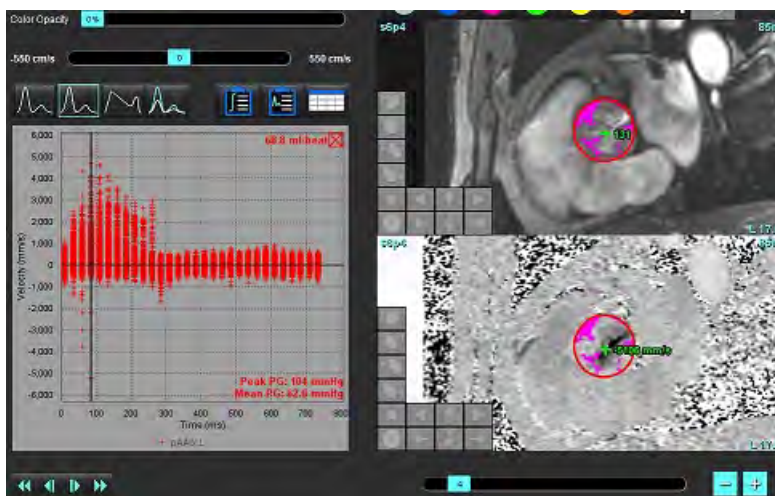 Color Opacity 0%
-550 cm/s 0 550 cm/s
68.8 ml/beat
6,000
5,000
4,000
3,000
2,000
1,000
0
-1,000
-2,000
-3,000
-4,000
-5,000
-6,000
Velocity (mm/s)
Peak PG: 104 mmHg
Mean PG: 62.6 mmHg
0 100 200 300 400 500 600 700 800
Time (ms)
s6p4
131
s6p4
-5106 mm/s
4